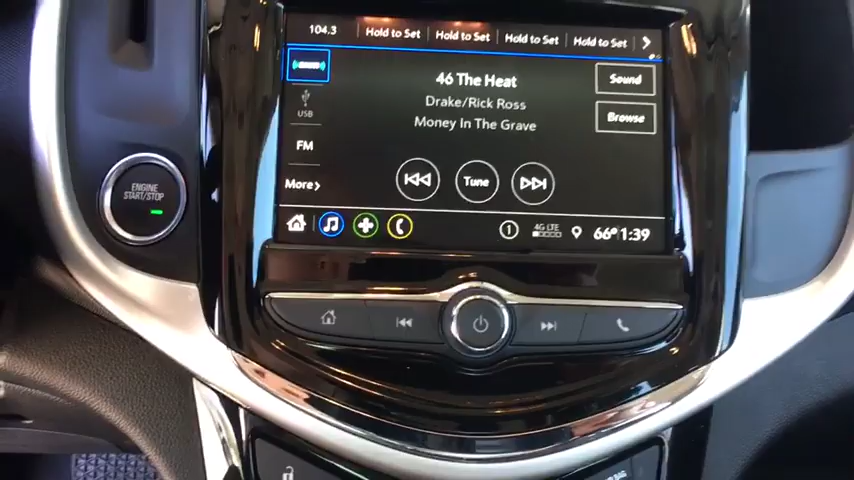 104.3 Hold to Set Hold to Set Hold to Set Hold to Set
46 The Heat
Sound
Drake/Rick Ross
USB
Browse
Money In The Grave
FM
Tune
More
ENGINE
START/STOP
1 4G LTE 66° 1:39